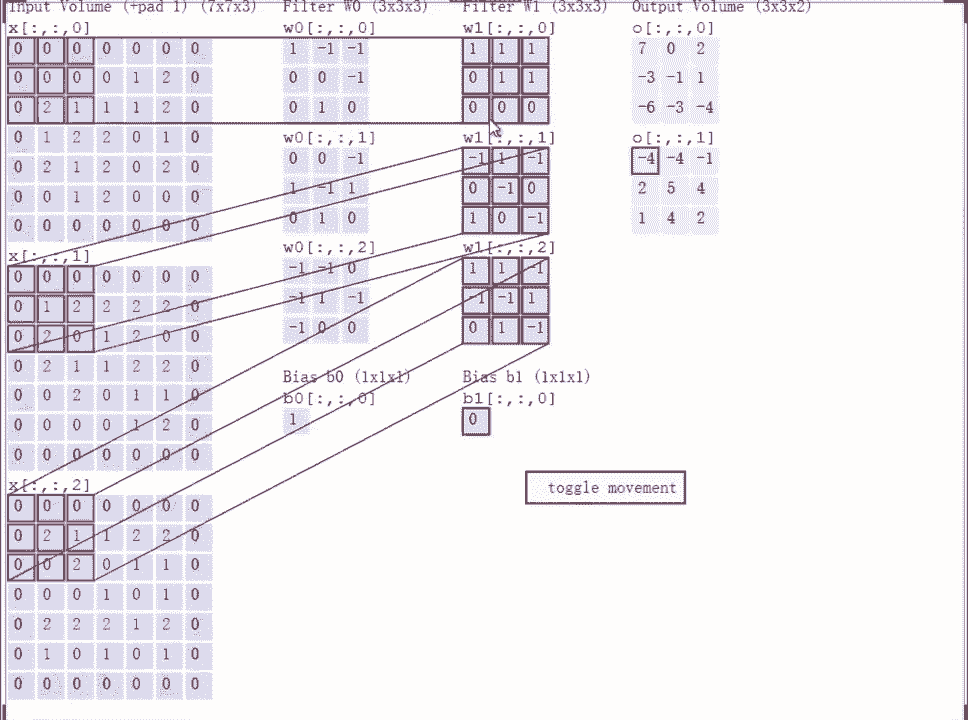 Input Volume (+pad 1) (7x7x3) Filter W0 (3x3x3) Filter W1 (3x3x3) Output Volume (3x3x2)
x[:,:,0] w0[:,:,0] w1[:,:,0] o[:,:,0]
0 0 0 0 0 0 0 1 -1 -1 1 1 1 7 0 2
0 0 0 0 1 2 0 0 0 -1 0 1 1 -3 -1 1
0 2 1 1 1 2 0 0 1 0 0 0 0 -6 -3 -4
0 1 2 2 0 1 0 w0[:,:,1] w1[:,:,1] o[:,:,1]
0 2 1 2 0 2 0 0 0 -1 -1 1 -1 -4 -4 -1
0 0 1 2 0 0 0 1 -1 1 0 -1 0 2 5 4
0 0 0 0 0 0 0 0 1 0 1 0 -1 1 4 2
x[:,:,1] w0[:,:,2] w1[:,:,2]
0 0 0 0 0 0 0 -1 -1 0 1 1 -1
0 1 2 2 2 2 0 -1 1 -1 -1 -1 1
0 2 0 1 2 0 0 -1 0 0 0 1 -1
0 2 1 1 2 2 0 Bias b0 (1x1x1) Bias b1 (1x1x1)
0 0 2 0 1 1 0 b0[:,:,0] b1[:,:,0]
0 0 0 0 1 2 0 1 0
0 0 0 0 0 0 0
x[:,:,2] toggle movement
0 0 0 0 0 0 0
0 2 1 1 2 2 0
0 0 2 0 1 1 0
0 0 0 1 0 1 0
0 2 2 2 1 2 0
0 1 0 1 0 1 0
0 0 0 0 0 0 0